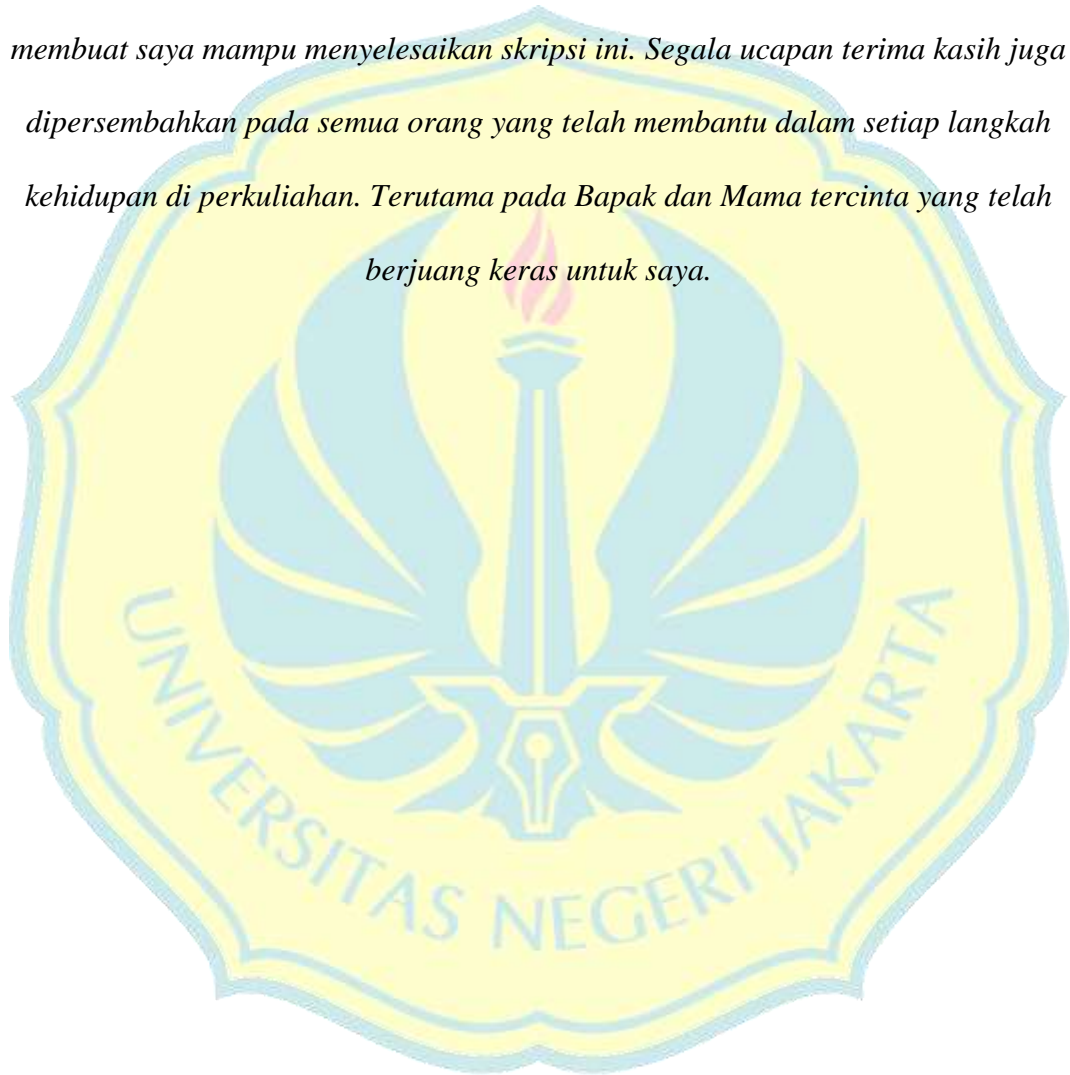 membuat saya mampu menyelesaikan skripsi ini. Segala ucapan terima kasih juga
dipersembahkan pada semua orang yang telah membantu dalam setiap langkah
kehidupan di perkuliahan. Terutama pada Bapak dan Mama tercinta yang telah
berjuang keras untuk saya.
UNIVERSITAS NEGERI JAKARTA